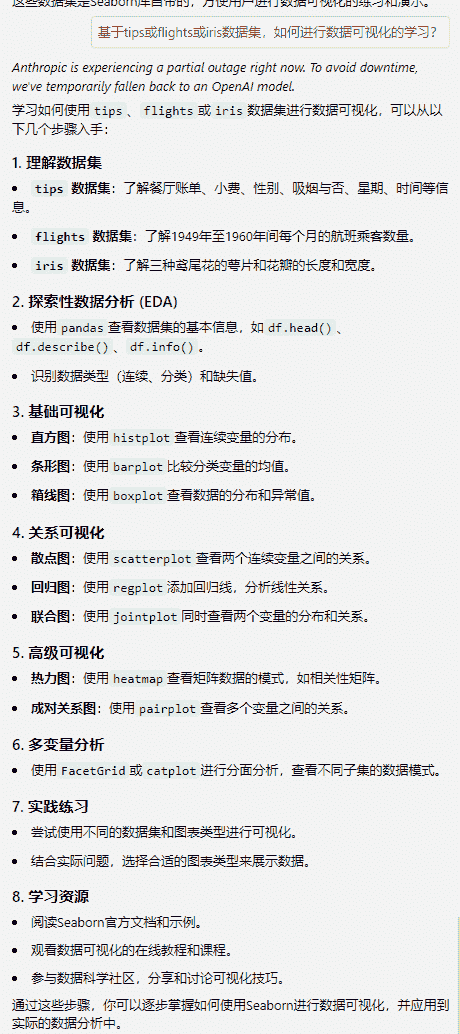 这些数据集是Seaborn库自带的，方便用户进行数据可视化的练习和演示。
基于tips或flights或iris数据集，如何进行数据可视化的学习？
Anthropic is experiencing a partial outage right now. To avoid downtime,
we've temporarily fallen back to an OpenAI model.
学习如何使用 tips 、 flights 或 iris 数据集进行数据可视化，可以从以
下几个步骤入手：
1. 理解数据集
• tips 数据集：了解餐厅账单、小费、性别、吸烟与否、星期、时间等信
息。
• flights 数据集：了解1949年至1960年间每个月的航班乘客数量。
• iris 数据集：了解三种鸢尾花的萼片和花瓣的长度和宽度。
2. 探索性数据分析 (EDA)
• 使用 pandas 查看数据集的基本信息，如 df.head() 、
df.describe() 、 df.info() 。
• 识别数据类型（连续、分类）和缺失值。
3. 基础可视化
• 直方图：使用 histplot 查看连续变量的分布。
• 条形图：使用 barplot 比较分类变量的均值。
• 箱线图：使用 boxplot 查看数据的分布和异常值。
4. 关系可视化
• 散点图：使用 scatterplot 查看两个连续变量之间的关系。
• 回归图：使用 regplot 添加回归线，分析线性关系。
• 联合图：使用 jointplot 同时查看两个变量的分布和关系。
5. 高级可视化
• 热力图：使用 heatmap 查看矩阵数据的模式，如相关性矩阵。
• 成对关系图：使用 pairplot 查看多个变量之间的关系。
6. 多变量分析
• 使用 FacetGrid 或 catplot 进行分面分析，查看不同子集的数据模式。
7. 实践练习
• 尝试使用不同的数据集和图表类型进行可视化。
• 结合实际问题，选择合适的图表类型来展示数据。
8. 学习资源
• 阅读Seaborn官方文档和示例。
• 观看数据可视化的在线教程和课程。
• 参与数据科学社区，分享和讨论可视化技巧。
通过这些步骤，你可以逐步掌握如何使用Seaborn进行数据可视化，并应用到
实际的数据分析中。